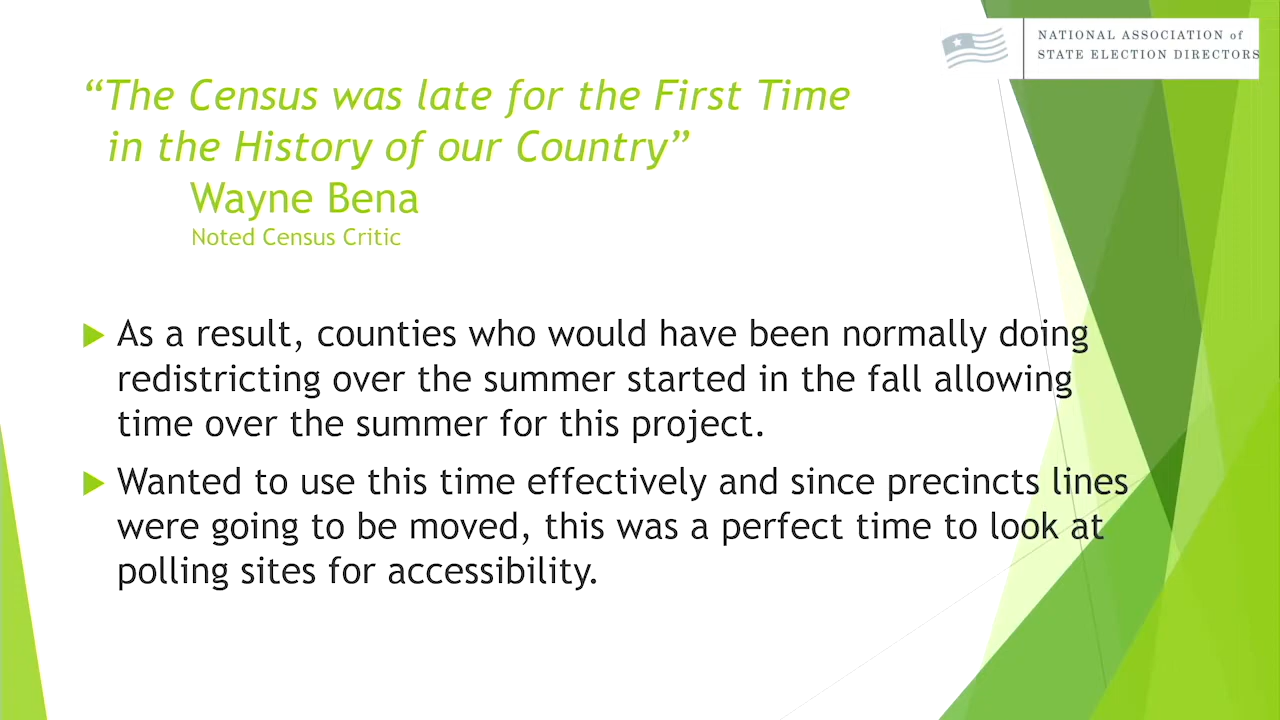 NATIONAL ASSOCIATION of
STATE ELECTION DIRECTORS
“The Census was late for the First Time
in the History of our Country”
Wayne Bena
Noted Census Critic
As a result, counties who would have been normally doing
redistricting over the summer started in the fall allowing
time over the summer for this project.
Wanted to use this time effectively and since precincts lines
were going to be moved, this was a perfect time to look at
polling sites for accessibility.